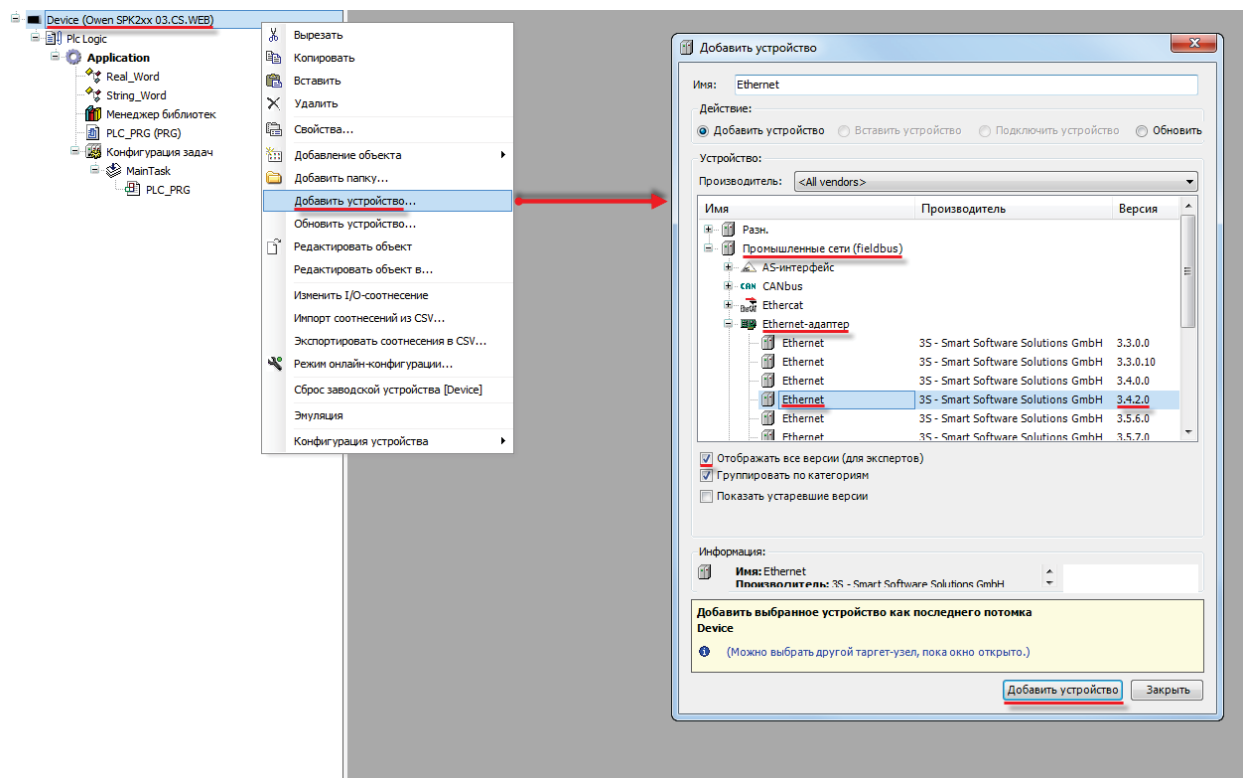 Device (Owen SPK2xx 03.CS.WEB)
Plc Logic
Application
Real_Word
String_Word
Менеджер библиотек
PLC_PRG (PRG)
Конфигурация задач
MainTask
PLC_PRG
Вырезать
Копировать
Вставить
Удалить
Свойства...
Добавление объекта
Добавить папку...
Добавить устройство...
Обновить устройство...
Редактировать объект
Редактировать объект в...
Изменить I/O-соотнесение
Импорт соотнесений из CSV...
Экспортировать соотнесения в CSV...
Режим онлайн-конфигурации...
Сброс заводской устройства [Device]
Эмуляция
Конфигурация устройства
Добавить устройство
Имя: Ethernet
Действие:
Добавить устройство Вставить устройство Подключить устройство Обновить
Устройство:
Производитель: <All vendors>
Имя Производитель Версия
Разн.
Промышленные сети (fieldbus)
AS-интерфейс
CAN CANbus
Ethercat
Ethernet-адаптер
Ethernet 3S - Smart Software Solutions GmbH 3.3.0.0
Ethernet 3S - Smart Software Solutions GmbH 3.3.0.10
Ethernet 3S - Smart Software Solutions GmbH 3.4.0.0
Ethernet 3S - Smart Software Solutions GmbH 3.4.2.0
Ethernet 3S - Smart Software Solutions GmbH 3.5.6.0
Ethernet 3S - Smart Software Solutions GmbH 3.5.7.0
Отображать все версии (для экспертов)
Группировать по категориям
Показать устаревшие версии
Информация:
Имя: Ethernet
Производитель: 3S - Smart Software Solutions GmbH
Добавить выбранное устройство как последнего потомка
Device
(Можно выбрать другой таргет-узел, пока окно открыто.)
Добавить устройство Закрыть